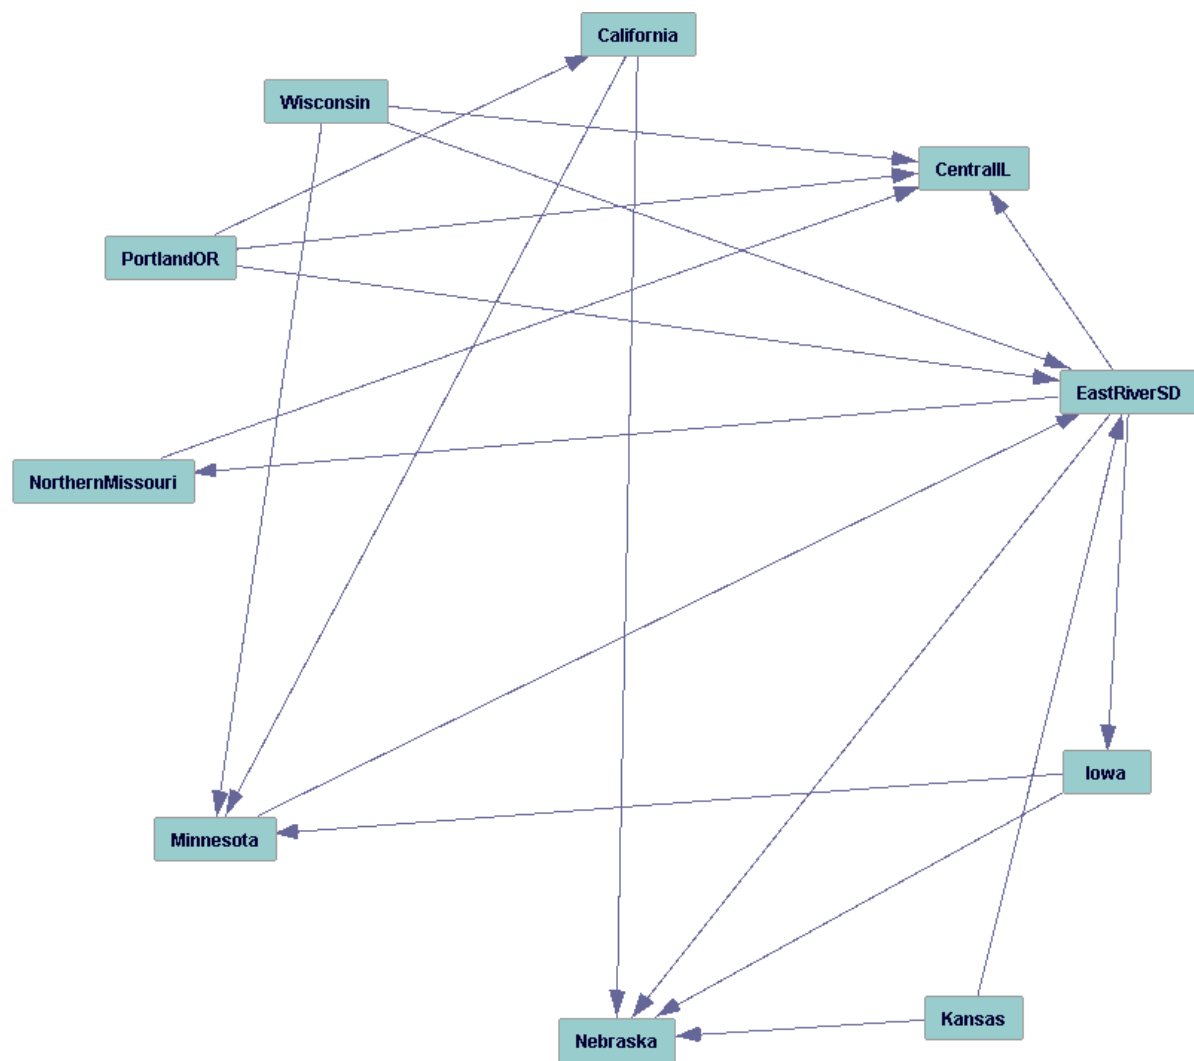 California
Wisconsin
CentralIL
PortlandOR
EastRiverSD
NorthernMissouri
Iowa
Minnesota
Kansas
Nebraska